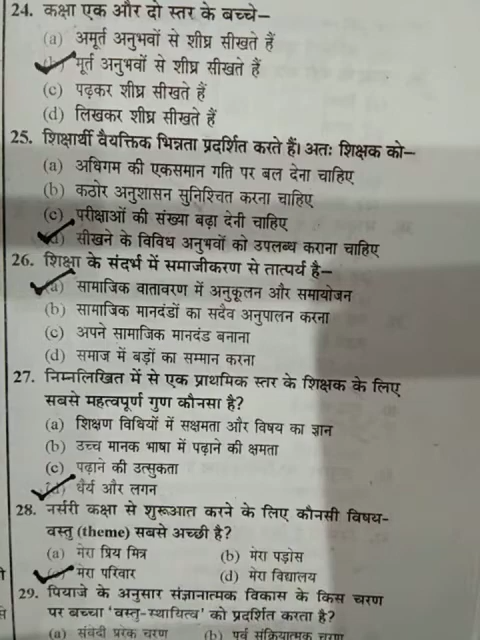 24. कक्षा एक और दो स्तर के बच्चे–
(a) अमूर्त अनुभवों से शीघ्र सीखते हैं
(b) मूर्त अनुभवों से शीघ्र सीखते हैं
(c) पढ़कर शीघ्र सीखते हैं
(d) लिखकर शीघ्र सीखते हैं
25. शिक्षार्थी वैयक्तिक भिन्नता प्रदर्शित करते हैं। अतः शिक्षक को–
(a) अधिगम की एकसमान गति पर बल देना चाहिए
(b) कठोर अनुशासन सुनिश्चित करना चाहिए
(c) परीक्षाओं की संख्या बढ़ा देनी चाहिए
(d) सीखने के विविध अनुभवों को उपलब्ध कराना चाहिए
26. शिक्षा के संदर्भ में समाजीकरण से तात्पर्य है–
(a) सामाजिक वातावरण में अनुकूलन और समायोजन
(b) सामाजिक मानदंडों का सदैव अनुपालन करना
(c) अपने सामाजिक मानदंड बनाना
(d) समाज में बड़ों का सम्मान करना
27. निम्नलिखित में से एक प्राथमिक स्तर के शिक्षक के लिए
सबसे महत्वपूर्ण गुण कौनसा है?
(a) शिक्षण विधियों में सक्षमता और विषय का ज्ञान
(b) उच्च मानक भाषा में पढ़ाने की क्षमता
(c) पढ़ाने की उत्सुकता
(d) धैर्य और लगन
28. नर्सरी कक्षा से शुरूआत करने के लिए कौनसी विषय-
वस्तु (theme) सबसे अच्छी है?
(a) मेरा प्रिय मित्र (b) मेरा पड़ोस
मेरा परिवार (d) मेरा विद्यालय
29. पियाजे के अनुसार संज्ञानात्मक विकास के किस चरण
पर बच्चा 'वस्तु-स्थायित्व' को प्रदर्शित करता है?
(a) संवेदी प्रेरक चरण (b) पूर्व संक्रियात्मक चरण